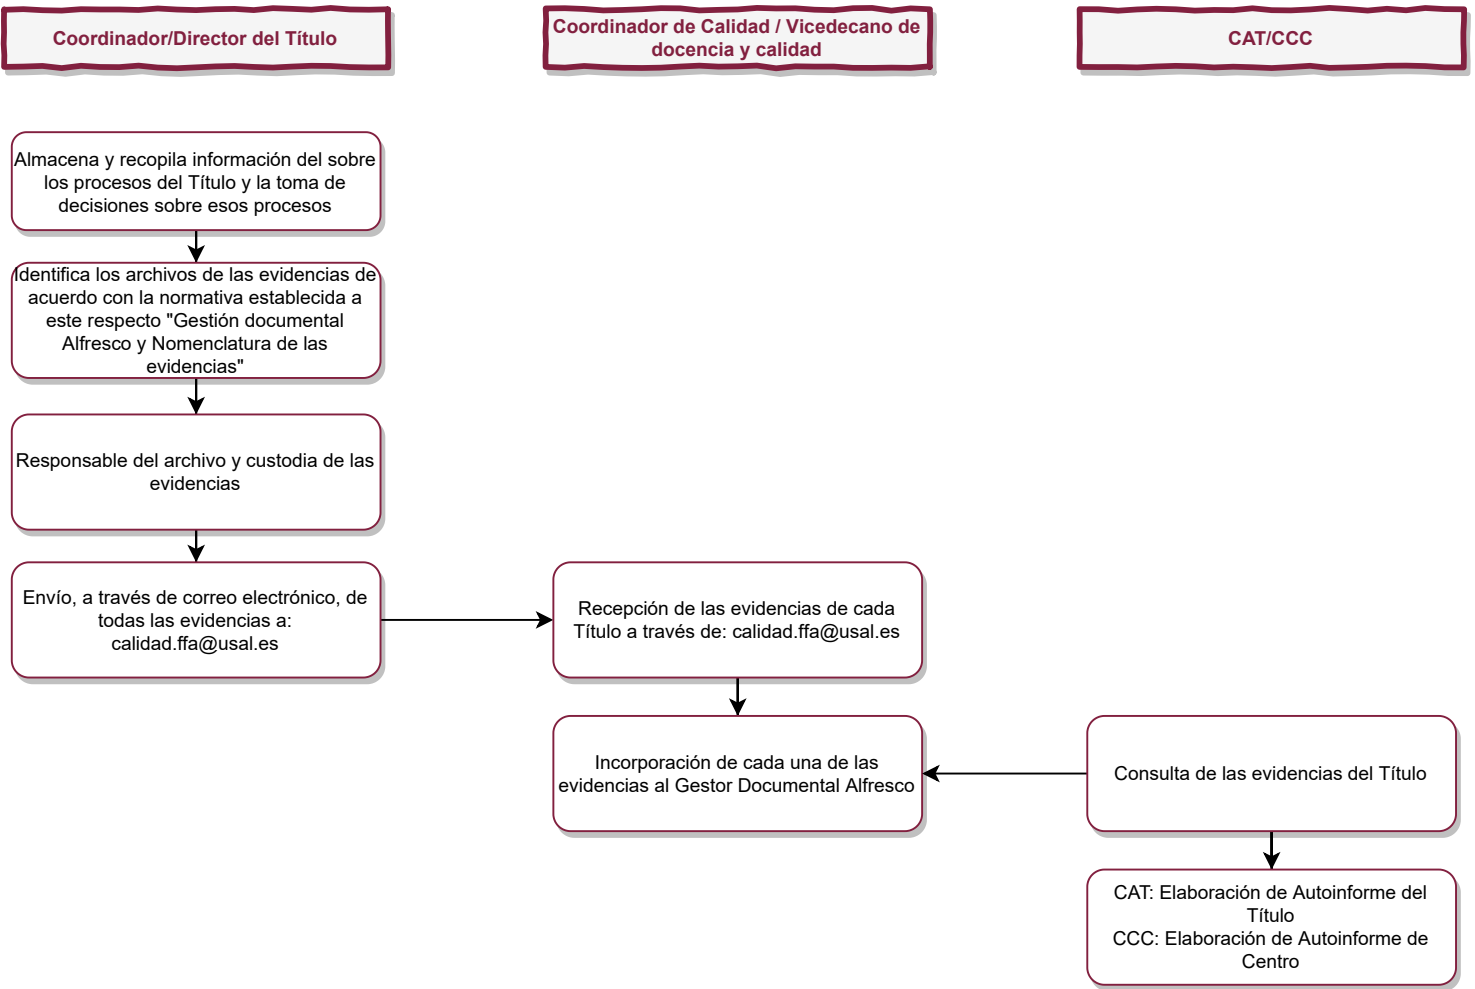 Coordinador/Director del Título
Coordinador de Calidad / Vicedecano de
docencia y calidad
CAT/CCC
Almacena y recopila información del sobre
los procesos del Título y la toma de
decisiones sobre esos procesos
Identifica los archivos de las evidencias de
acuerdo con la normativa establecida a
este respecto "Gestión documental
Alfresco y Nomenclatura de las
evidencias"
Responsable del archivo y custodia de las
evidencias
Envío, a través de correo electrónico, de
todas las evidencias a:
calidad.ffa@usal.es
Recepción de las evidencias de cada
Título a través de: calidad.ffa@usal.es
Incorporación de cada una de las
evidencias al Gestor Documental Alfresco
Consulta de las evidencias del Título
CAT: Elaboración de Autoinforme del
Título
CCC: Elaboración de Autoinforme de
Centro